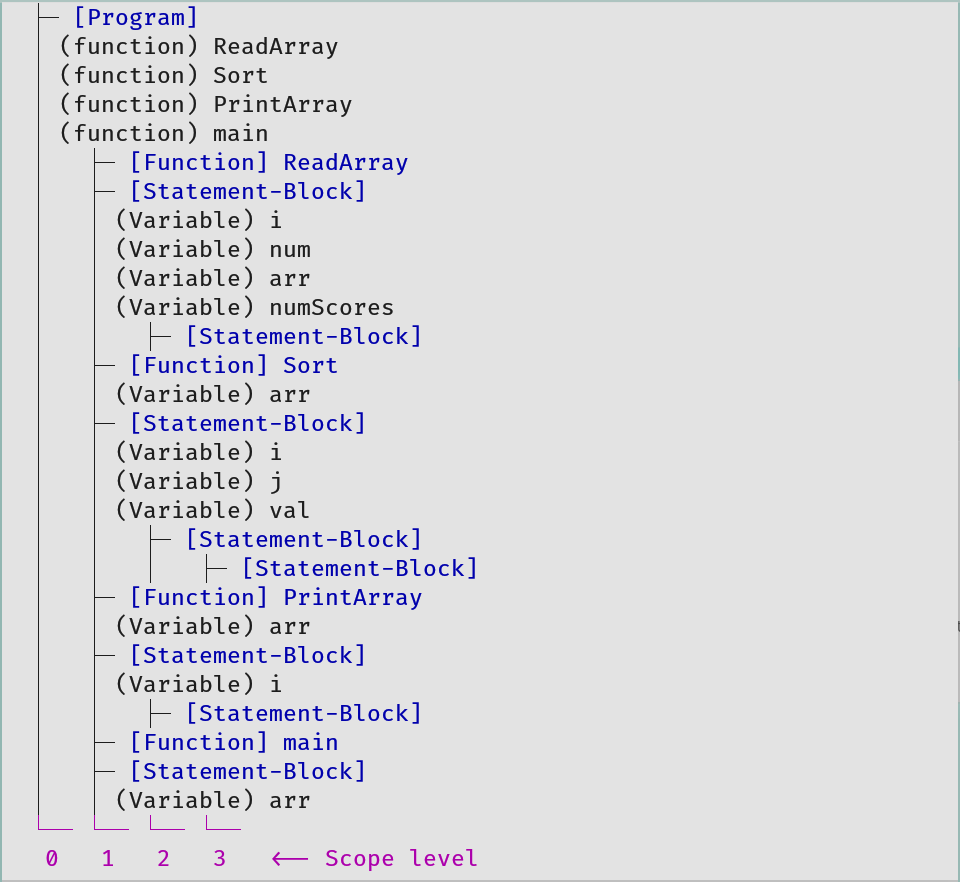 [Program]
(function) ReadArray
(function) Sort
(function) PrintArray
(function) main
[Function] ReadArray
[Statement-Block]
(Variable) i
(Variable) num
(Variable) arr
(Variable) numScores
[Statement-Block]
[Function] Sort
(Variable) arr
[Statement-Block]
(Variable) i
(Variable) j
(Variable) val
[Statement-Block]
[Statement-Block]
[Function] PrintArray
(Variable) arr
[Statement-Block]
(Variable) i
[Statement-Block]
[Function] main
[Statement-Block]
(Variable) arr
0 1 2 3 <—— Scope level